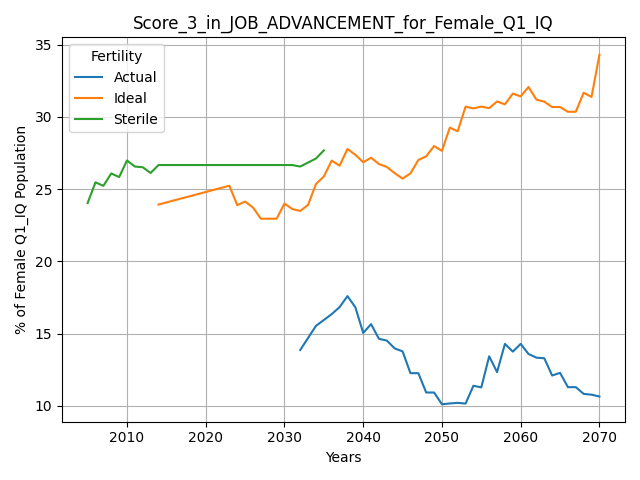 Score_3_in_JOB_ADVANCEMENT_for_Female_Q1_IQ
Fertility
Actual
Ideal
Sterile
% of Female Q1_IQ Population
35
30
25
20
15
10
2010 2020 2030 2040 2050 2060 2070
Years